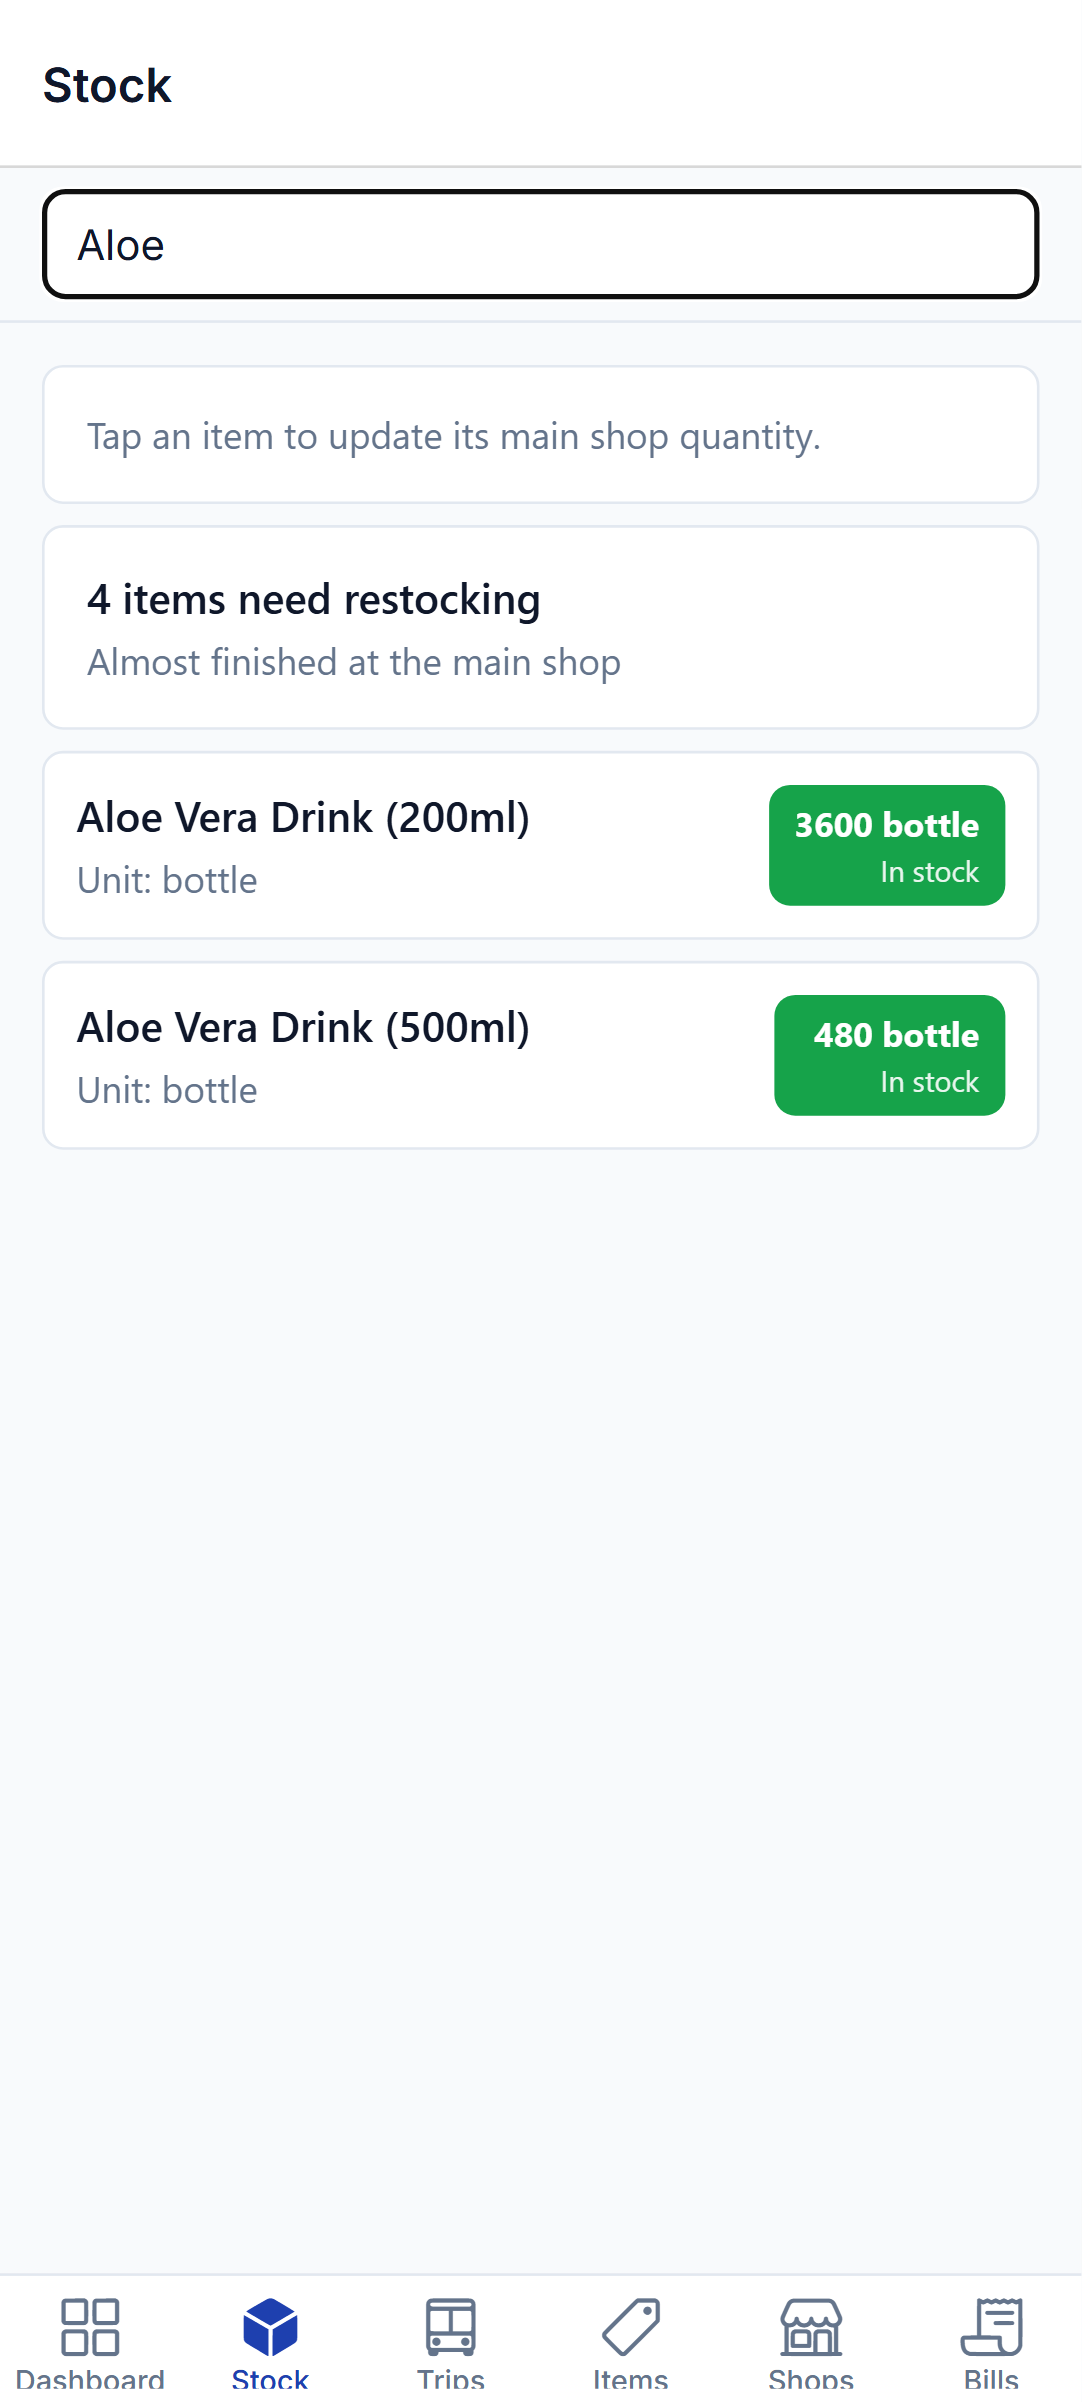 Stock
Aloe
Tap an item to update its main shop quantity.
4 items need restocking
Almost finished at the main shop
Aloe Vera Drink (200ml)
Unit: bottle
3600 bottle
In stock
Aloe Vera Drink (500ml)
Unit: bottle
480 bottle
In stock
Dashboard
Stock
Trips
Items
Shops
Bills